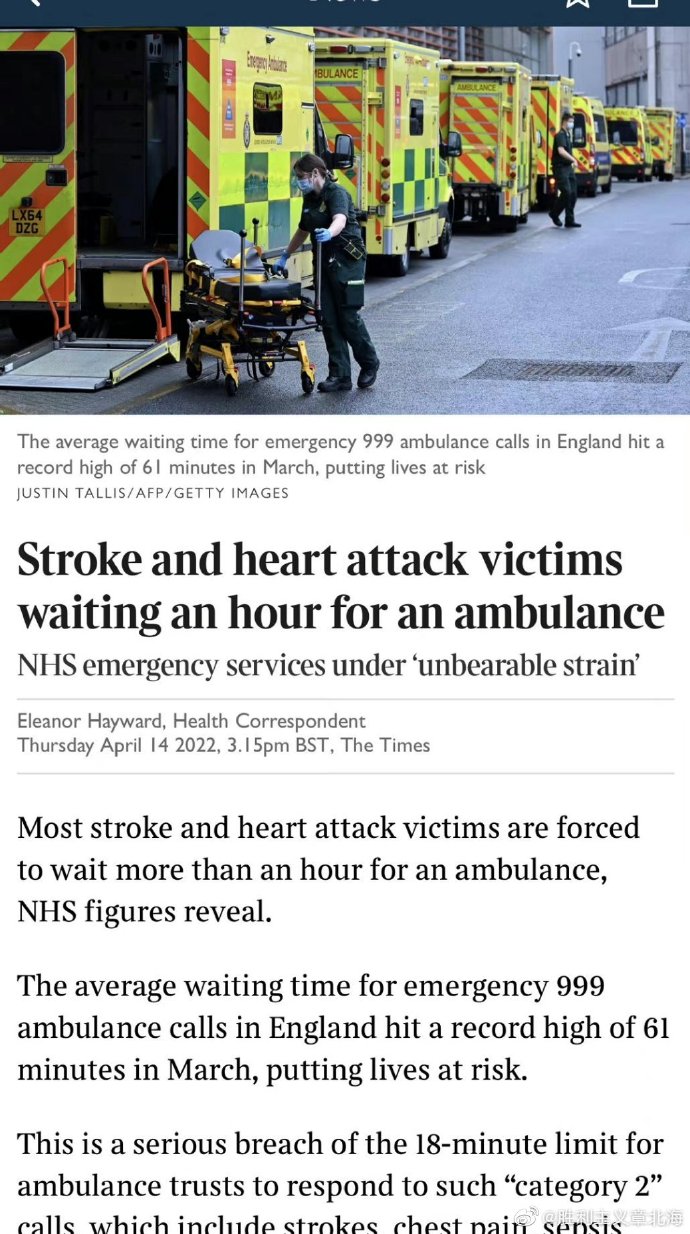 Emergency Ambulance
AMBULANCE
AMBULANCE
LX64
DZG
The average waiting time for emergency 999 ambulance calls in England hit a
record high of 61 minutes in March, putting lives at risk
JUSTIN TALLIS/AFP/GETTY IMAGES
Stroke and heart attack victims
waiting an hour for an ambulance
NHS emergency services under ‘unbearable strain’
Eleanor Hayward, Health Correspondent
Thursday April 14 2022, 3.15pm BST, The Times
Most stroke and heart attack victims are forced
to wait more than an hour for an ambulance,
NHS figures reveal.
The average waiting time for emergency 999
ambulance calls in England hit a record high of 61
minutes in March, putting lives at risk.
This is a serious breach of the 18-minute limit for
ambulance trusts to respond to such “category 2”
calls, which include strokes, chest pain, sepsis
@胜利主义章北海